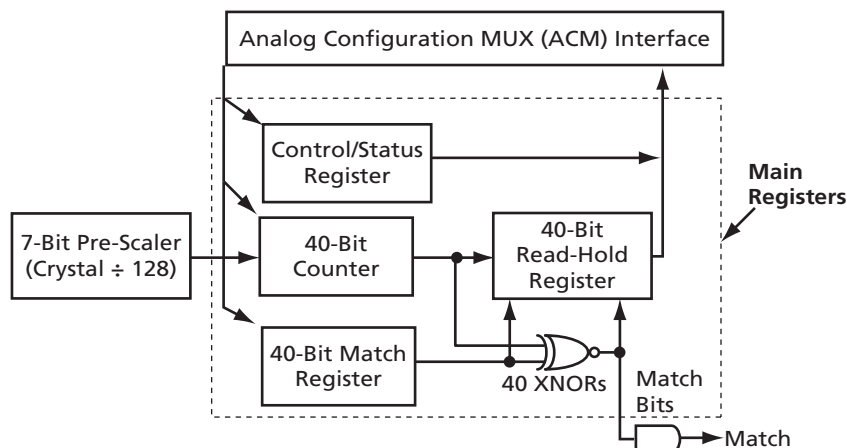 Analog Configuration MUX (ACM) Interface
Control/Status
Register
Main
Registers
7-Bit Pre-Scaler
(Crystal ÷ 128)
40-Bit
Counter
40-Bit
Read-Hold
Register
40-Bit Match
Register
40 XNORs
Match
Bits
Match